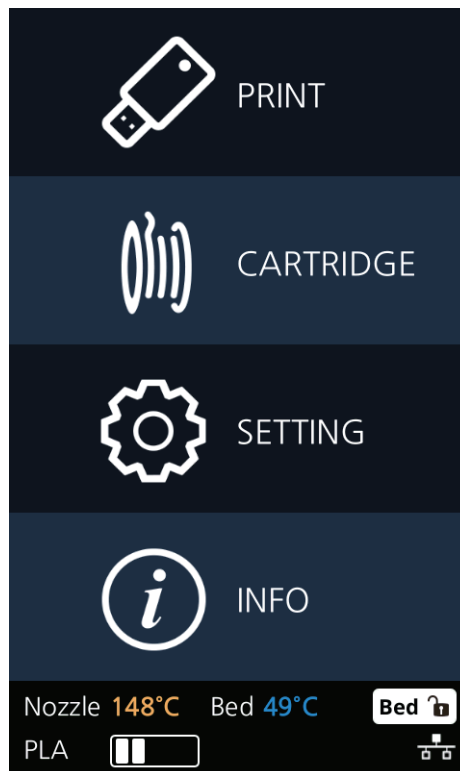 PRINT
CARTRIDGE
SETTING
i INFO
Nozzle 148°C Bed 49°C Bed
PLA